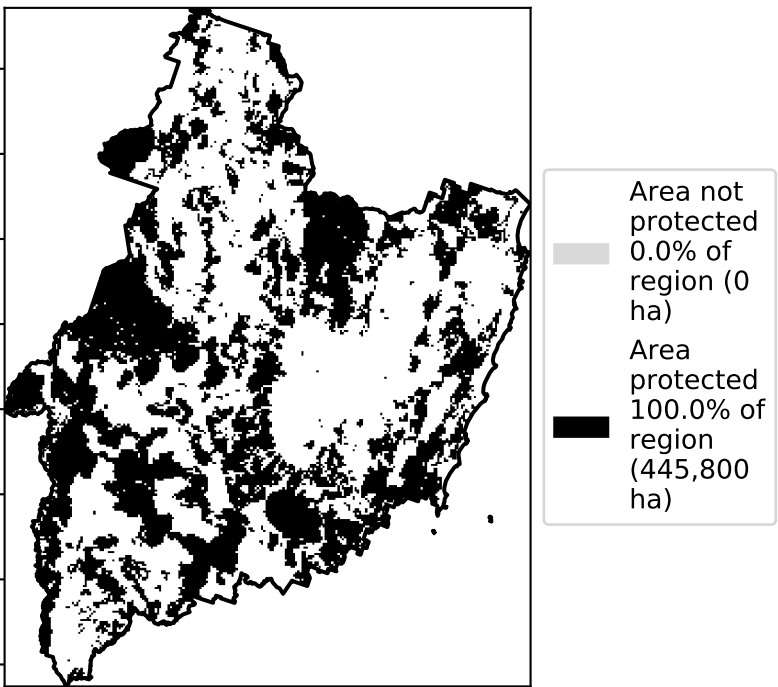 Area not
protected
0.0% of
region (0
ha)
Area
protected
100.0% of
region
(445,800
ha)